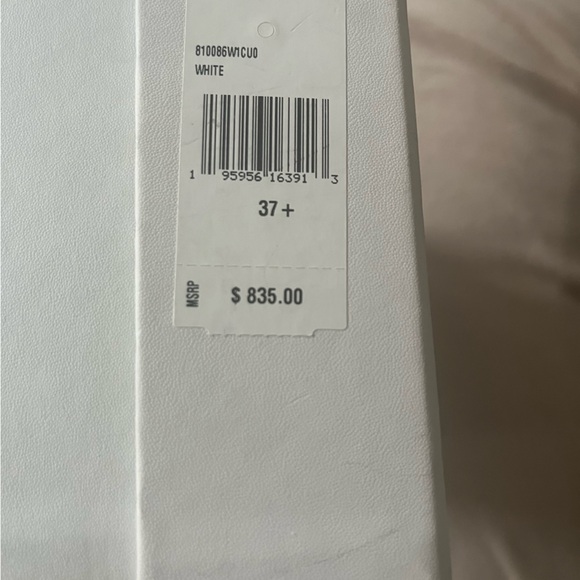 810086W1CU0
WHITE
1 95956 16391 3
37+
MSRP $ 835.00